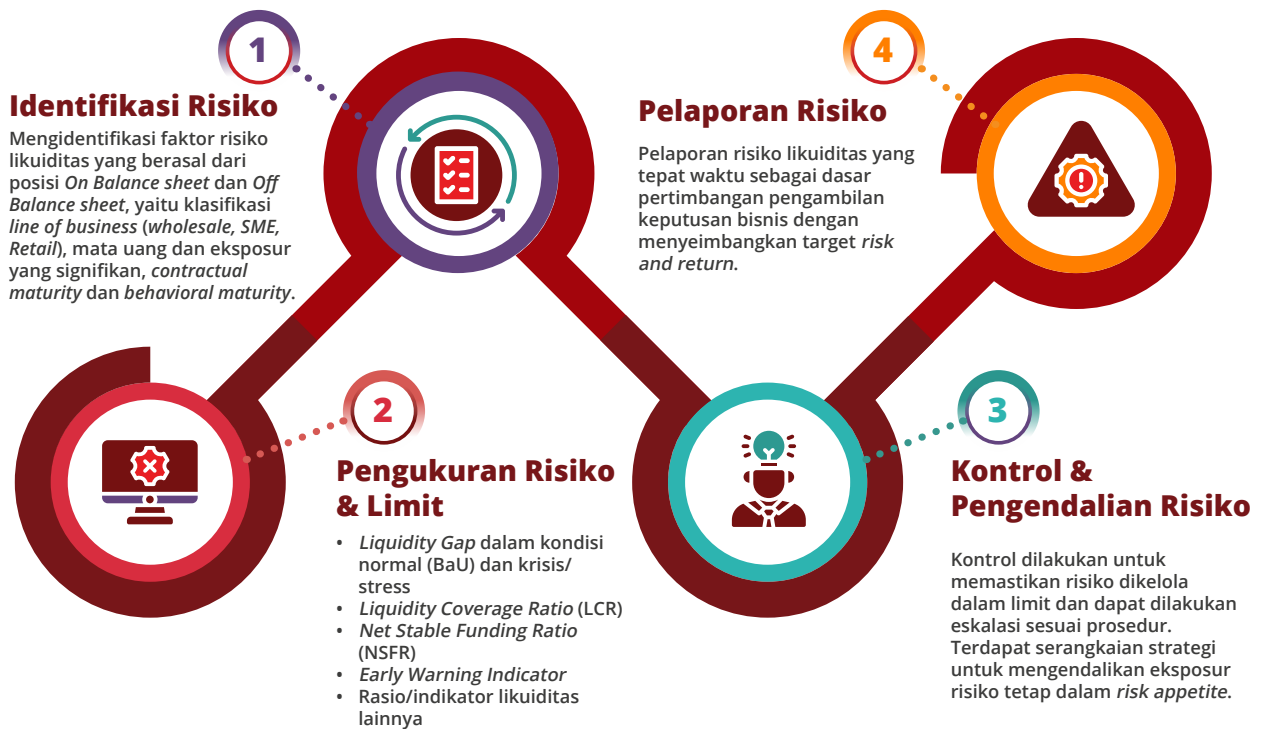 1
Identifikasi Risiko
Mengidentifikasi faktor risiko
likuiditas yang berasal dari
posisi On Balance sheet dan Off
Balance sheet, yaitu klasifikasi
line of business (wholesale, SME,
Retail), mata uang dan eksposur
yang signifikan, contractual
maturity dan behavioral maturity.
2
Pengukuran Risiko
& Limit
• Liquidity Gap dalam kondisi
normal (BaU) dan krisis/
stress
• Liquidity Coverage Ratio (LCR)
• Net Stable Funding Ratio
(NSFR)
• Early Warning Indicator
• Rasio/indikator likuiditas
lainnya
3
Kontrol &
Pengendalian Risiko
Kontrol dilakukan untuk
memastikan risiko dikelola
dalam limit dan dapat dilakukan
eskalasi sesuai prosedur.
Terdapat serangkaian strategi
untuk mengendalikan eksposur
risiko tetap dalam risk appetite.
4
Pelaporan Risiko
Pelaporan risiko likuiditas yang
tepat waktu sebagai dasar
pertimbangan pengambilan
keputusan bisnis dengan
menyeimbangkan target risk
and return.